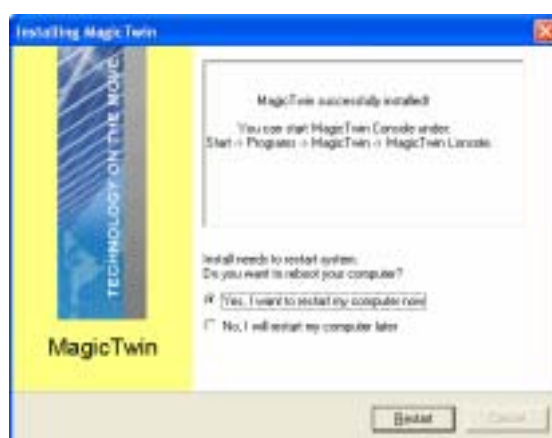 Installing MagicTwin
TECHNOLOGY ON THE MOVE
MagicTwin
MagicTwin successfully installed!
You can start MagicTwin Console under:
Start -> Programs -> MagicTwin -> MagicTwin Console
Install needs to restart system.
Do you want to reboot your computer?
Yes, I want to restart my computer now
No, I will restart my computer later
Restart
Cancel